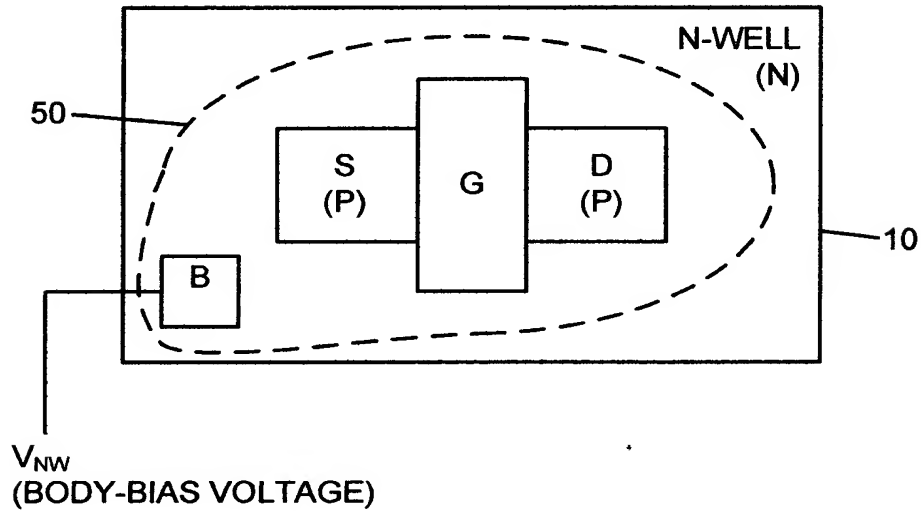 N-WELL
(N)
50
S
(P)
G
D
(P)
10
B
V_NW
(BODY-BIAS VOLTAGE)